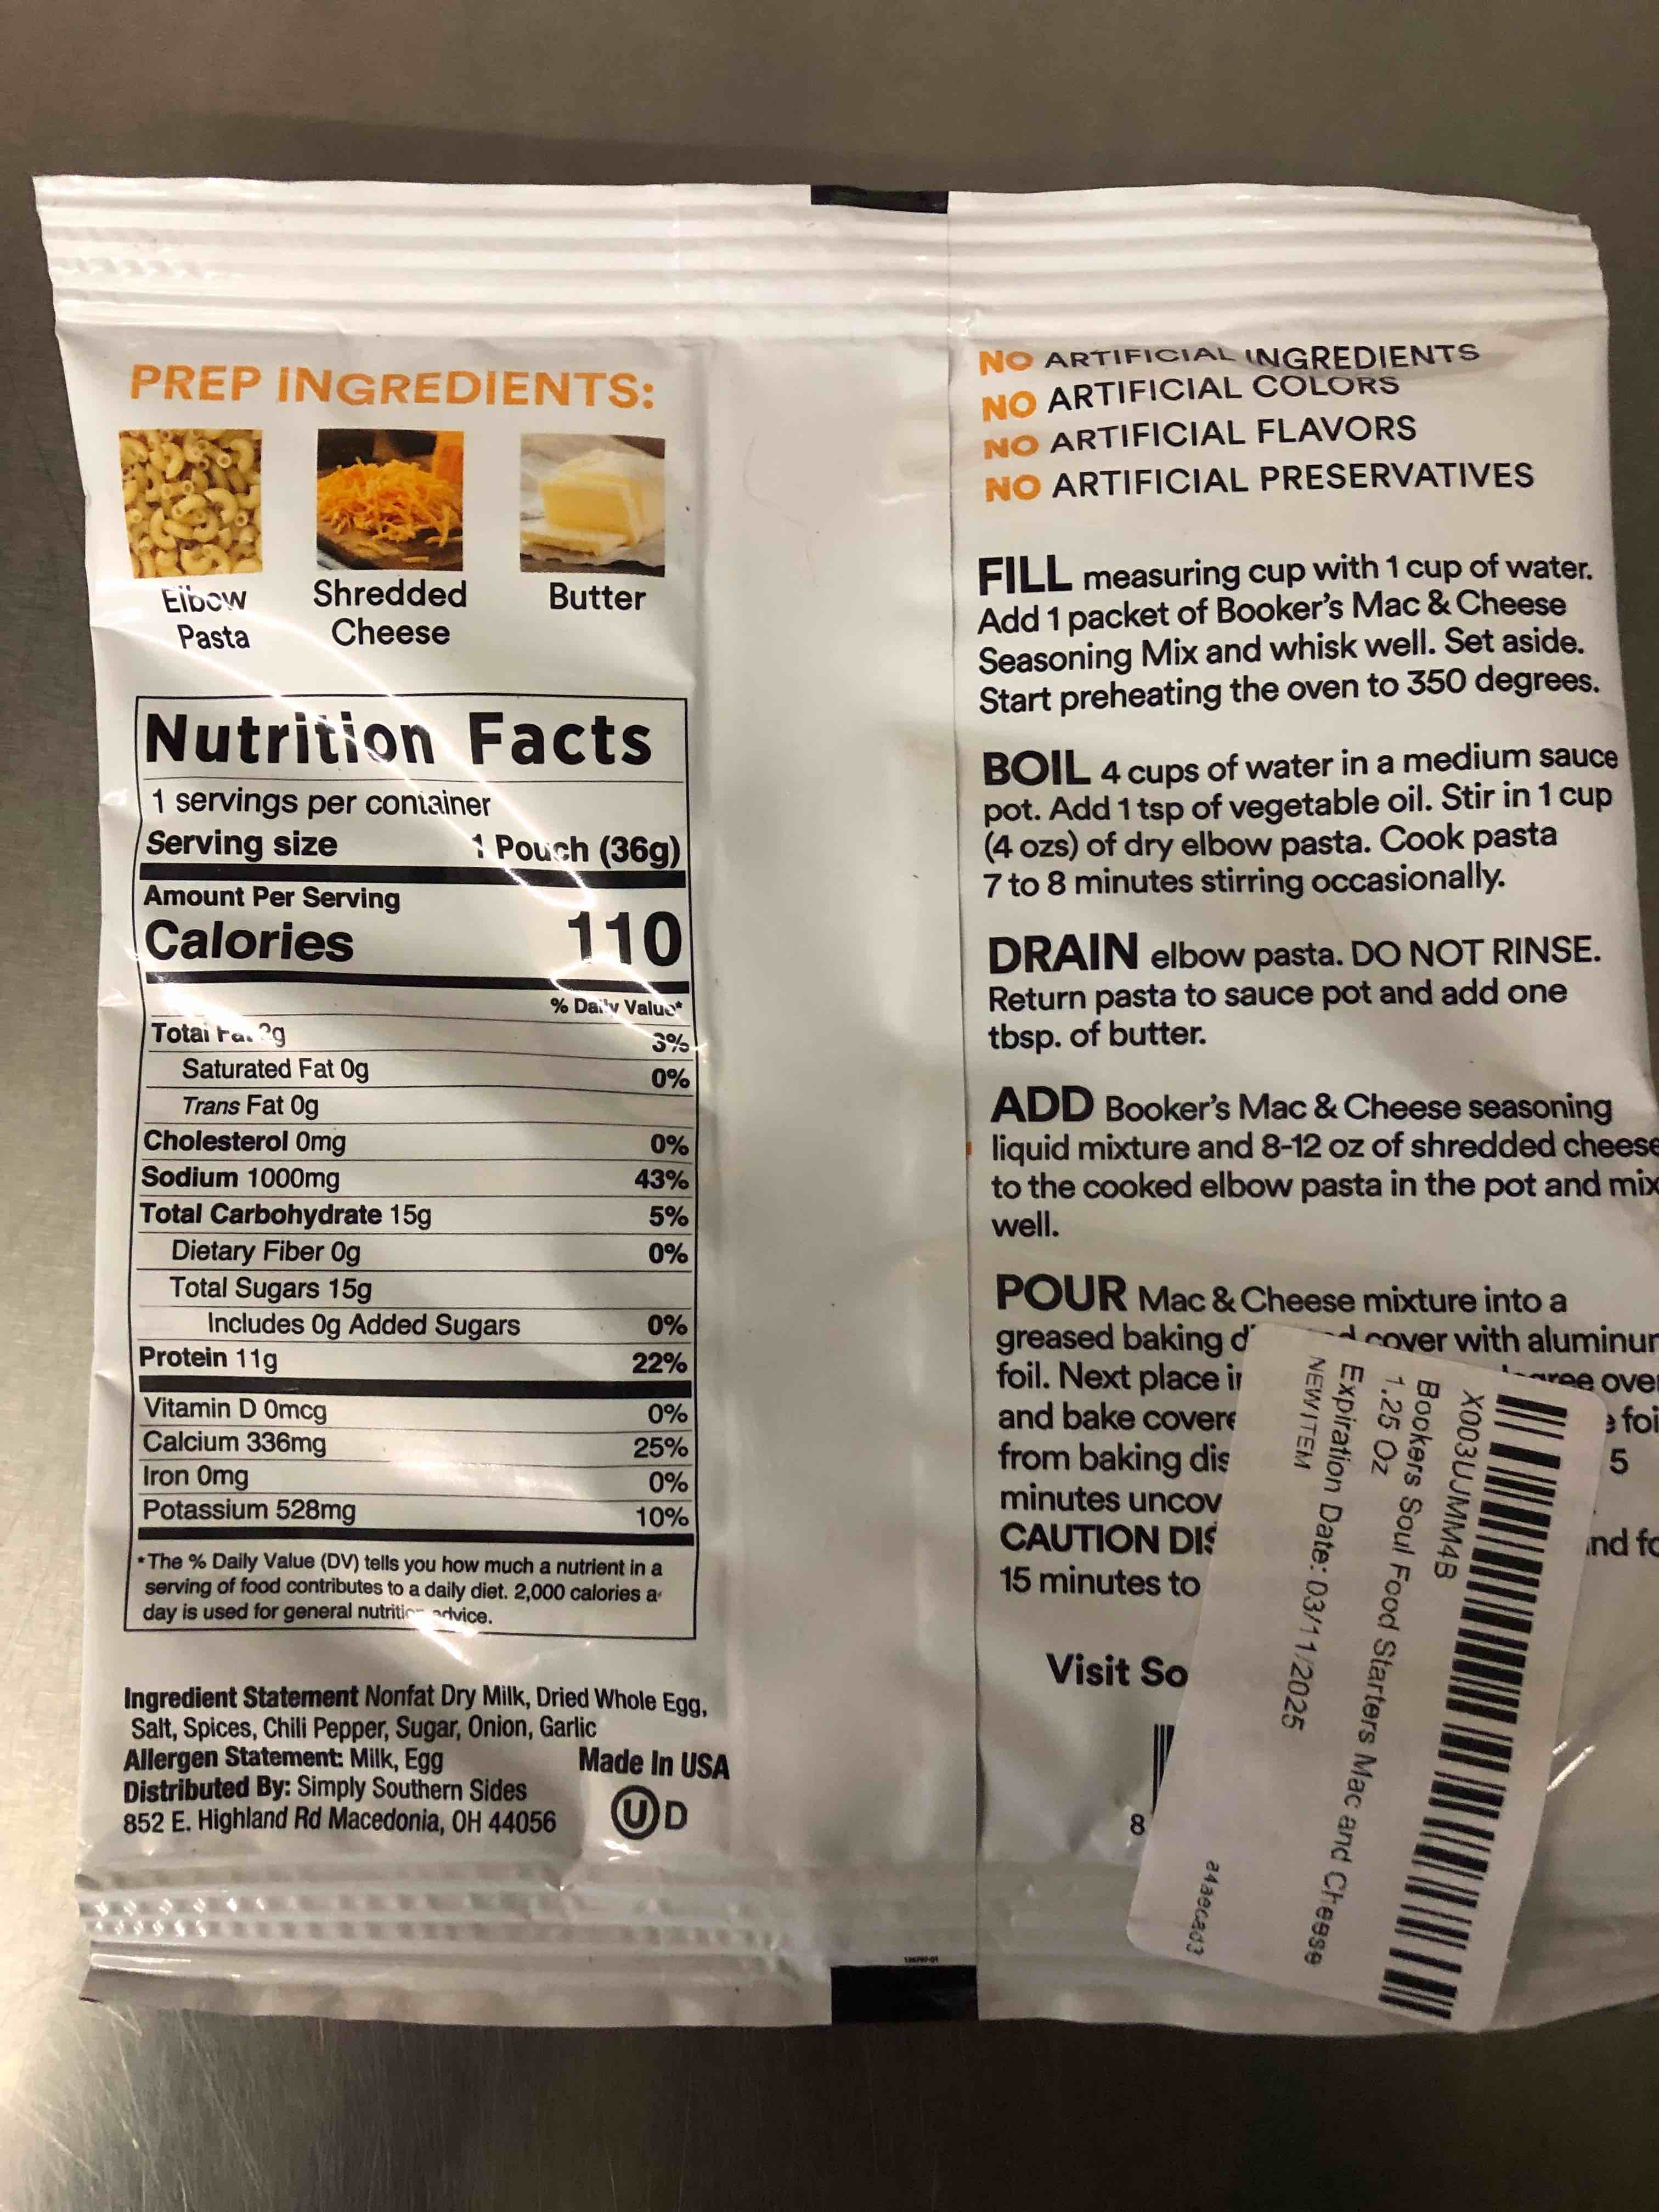 PREP INGREDIENTS:
Elbow
Pasta
Shredded
Cheese
Butter
Nutrition Facts
1 servings per container
Serving size 1 Pouch (36g)
Amount Per Serving
Calories 110
% Daily Value*
Total Fat 2g 3%
Saturated Fat 0g 0%
Trans Fat 0g
Cholesterol 0mg 0%
Sodium 1000mg 43%
Total Carbohydrate 15g 5%
Dietary Fiber 0g 0%
Total Sugars 15g
Includes 0g Added Sugars 0%
Protein 11g 22%
Vitamin D 0mcg 0%
Calcium 336mg 25%
Iron 0mg 0%
Potassium 528mg 10%
*The % Daily Value (DV) tells you how much a nutrient in a
serving of food contributes to a daily diet. 2,000 calories a
day is used for general nutrition advice.
Ingredient Statement Nonfat Dry Milk, Dried Whole Egg,
Salt, Spices, Chili Pepper, Sugar, Onion, Garlic
Allergen Statement: Milk, Egg
Made In USA
Distributed By: Simply Southern Sides
852 E. Highland Rd Macedonia, OH 44056
U D
NO ARTIFICIAL INGREDIENTS
NO ARTIFICIAL COLORS
NO ARTIFICIAL FLAVORS
NO ARTIFICIAL PRESERVATIVES
FILL measuring cup with 1 cup of water.
Add 1 packet of Booker's Mac & Cheese
Seasoning Mix and whisk well. Set aside.
Start preheating the oven to 350 degrees.
BOIL 4 cups of water in a medium sauce
pot. Add 1 tsp of vegetable oil. Stir in 1 cup
(4 ozs) of dry elbow pasta. Cook pasta
7 to 8 minutes stirring occasionally.
DRAIN elbow pasta. DO NOT RINSE.
Return pasta to sauce pot and add one
tbsp. of butter.
ADD Booker's Mac & Cheese seasoning
liquid mixture and 8-12 oz of shredded cheese
to the cooked elbow pasta in the pot and mix
well.
POUR Mac & Cheese mixture into a
greased baking cover with
foil. Next place
and bake
from baking
minutes
CAUTION
15 minutes to
5
Visit
8
X003UJMM4B
Bookers Soul Food Starters Mac and Cheese
1.25 Oz
Expiration Date: 03/11/2025
NEW ITEM
a4aecad3